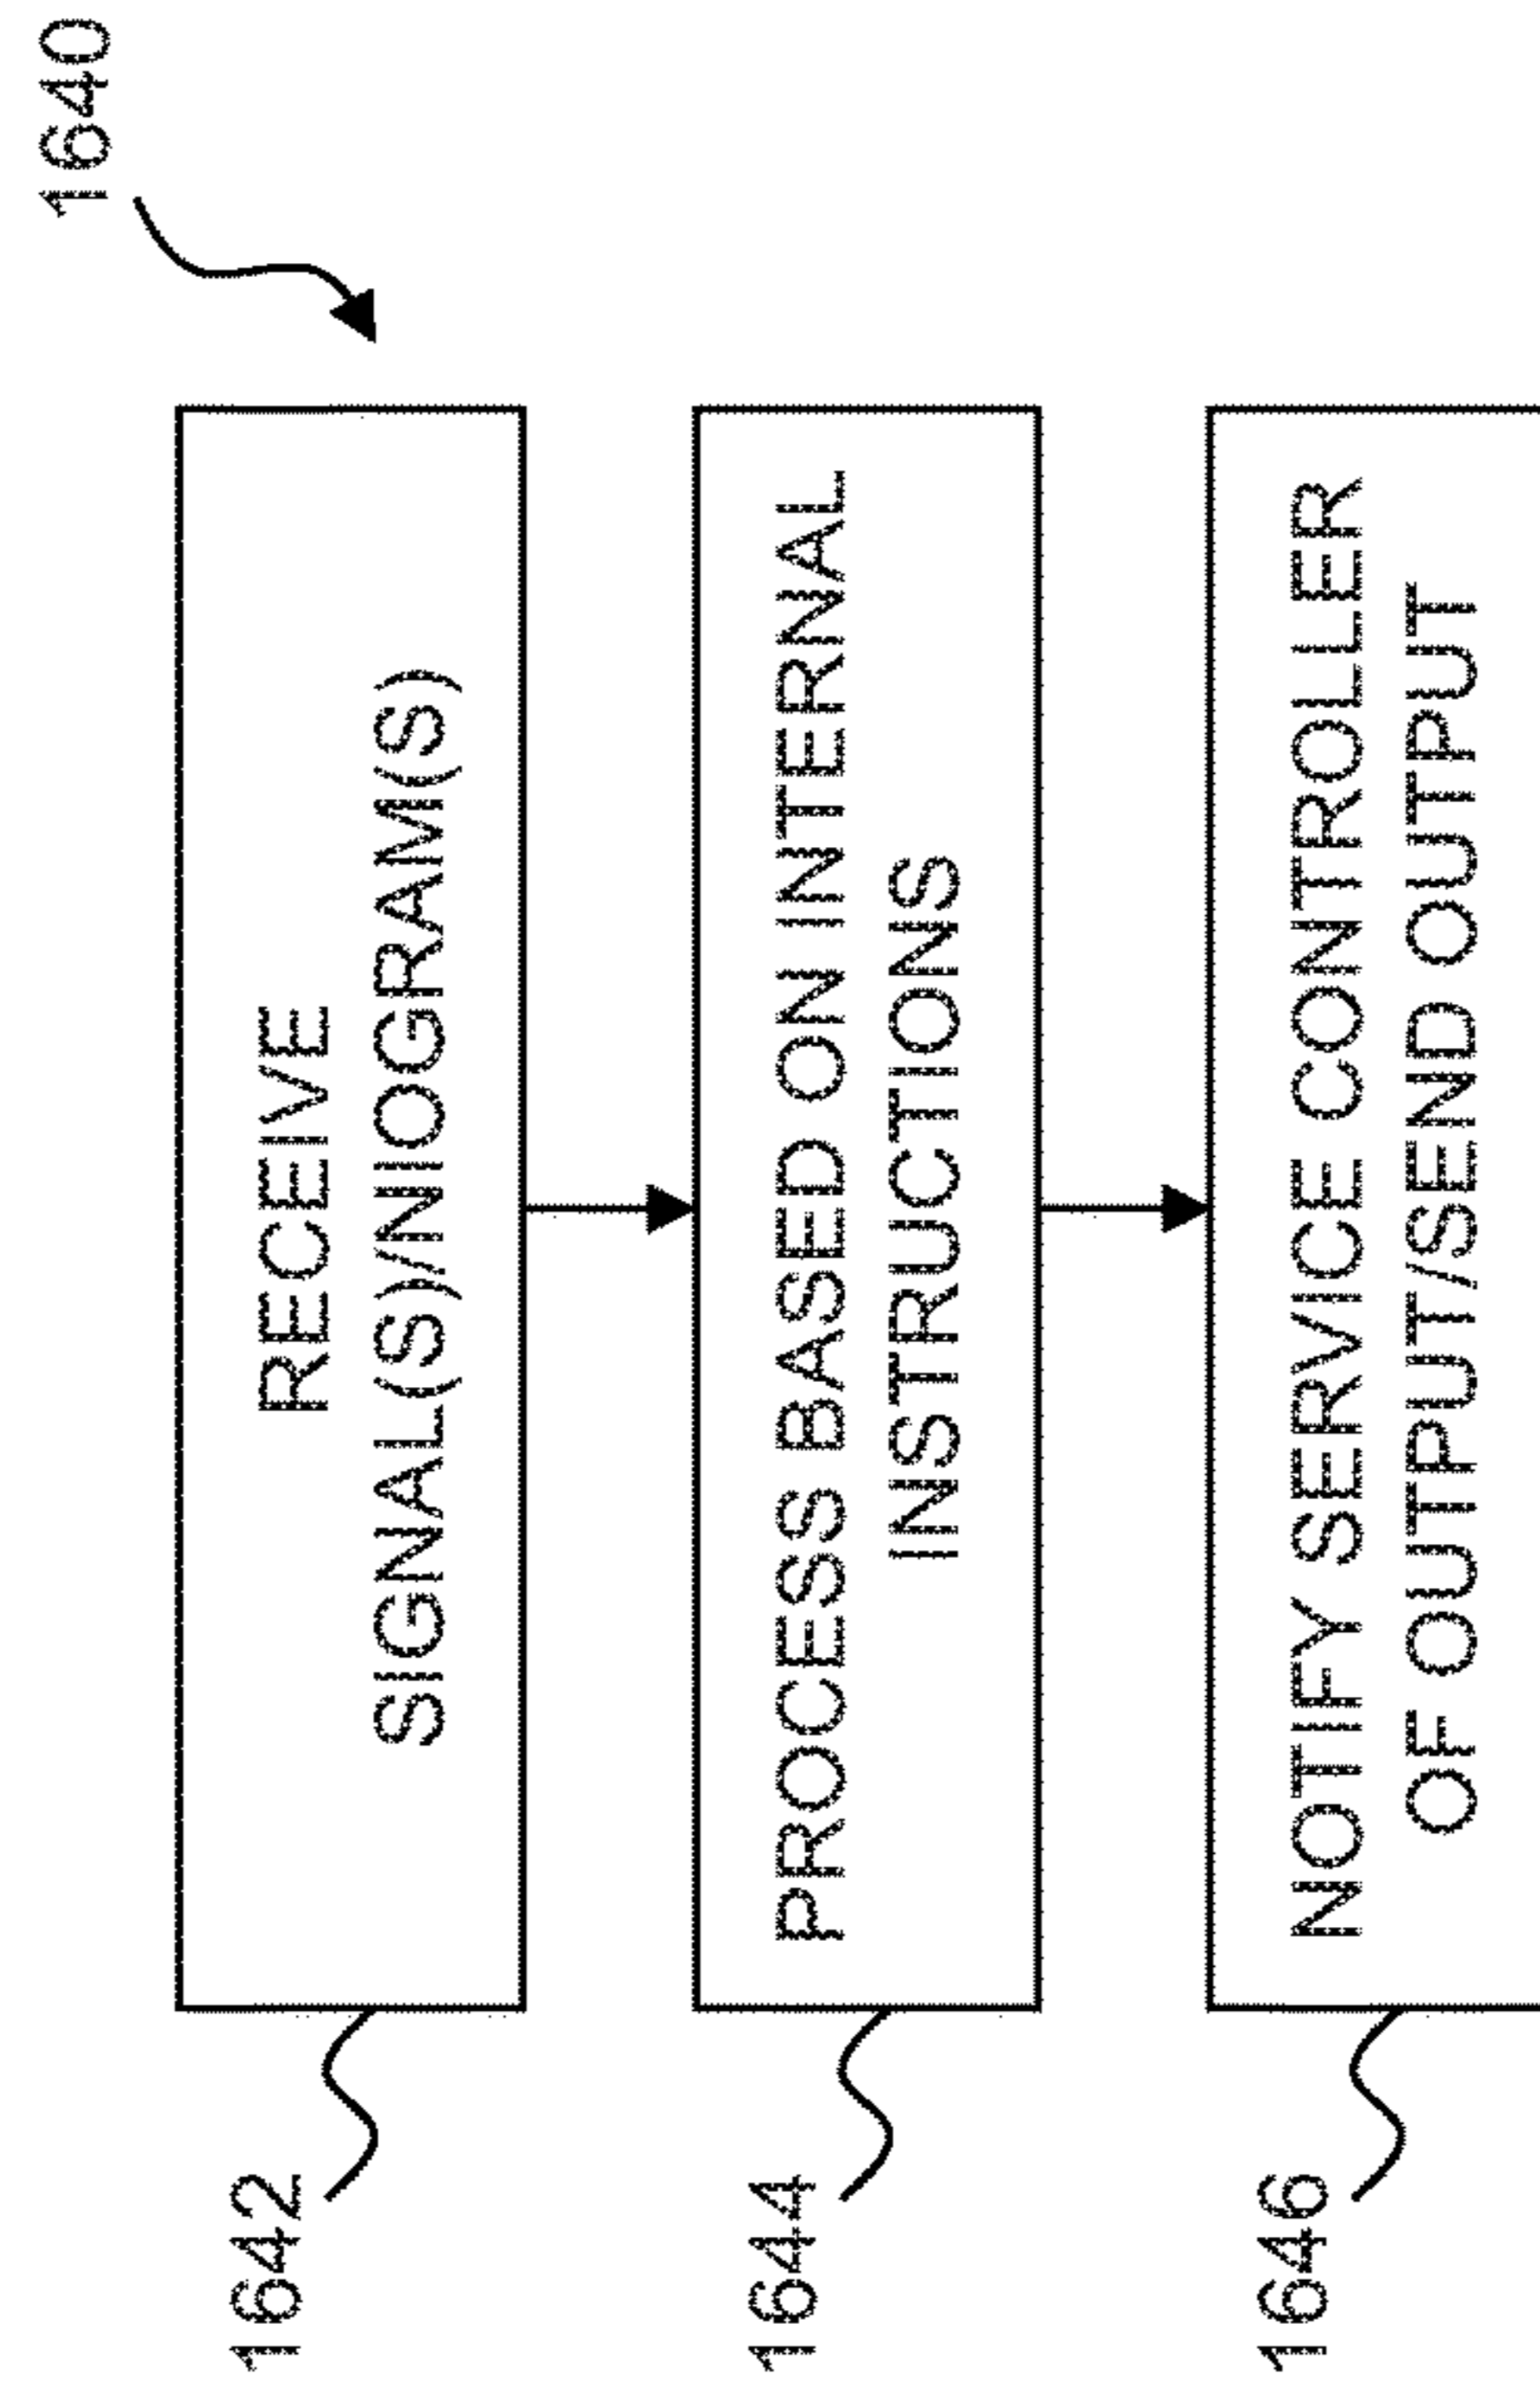 1640
1642
RECEIVE
SIGNAL(S)/NIOGRAM(S)
1644
PROCESS BASED ON INTERNAL
INSTRUCTIONS
1646
NOTIFY SERVICE CONTROLLER
OF OUTPUT/SEND OUTPUT